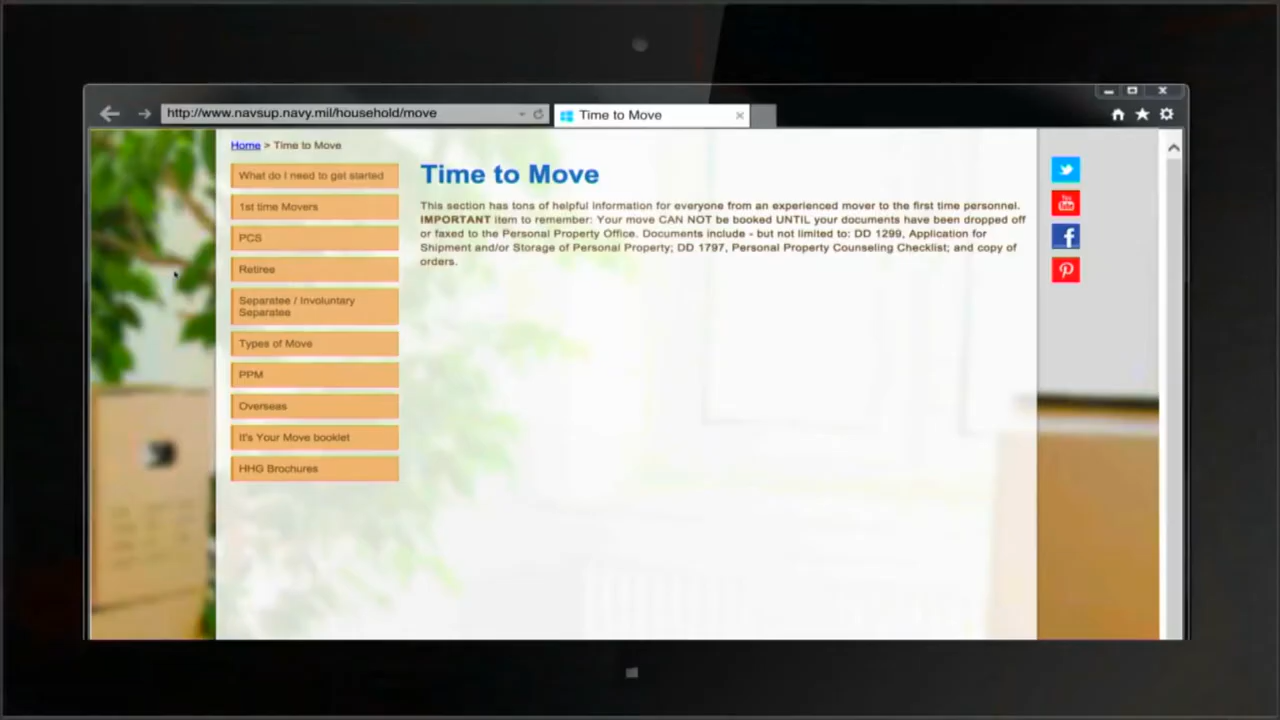 http://www.navsup.navy.mil/household/move
Time to Move
Home > Time to Move
What do I need to get started
1st time Movers
PCS
Retiree
Separatee / Involuntary
Separatee
Types of Move
PPM
Overseas
It's Your Move booklet
HHG Brochures
Time to Move
This section has tons of helpful information for everyone from an experienced mover to the first time personnel.
IMPORTANT item to remember: Your move CAN NOT be booked UNTIL your documents have been dropped off
or faxed to the Personal Property Office. Documents include - but not limited to: DD 1299, Application for
Shipment and/or Storage of Personal Property; DD 1797, Personal Property Counseling Checklist; and copy of
orders.
You
Tube